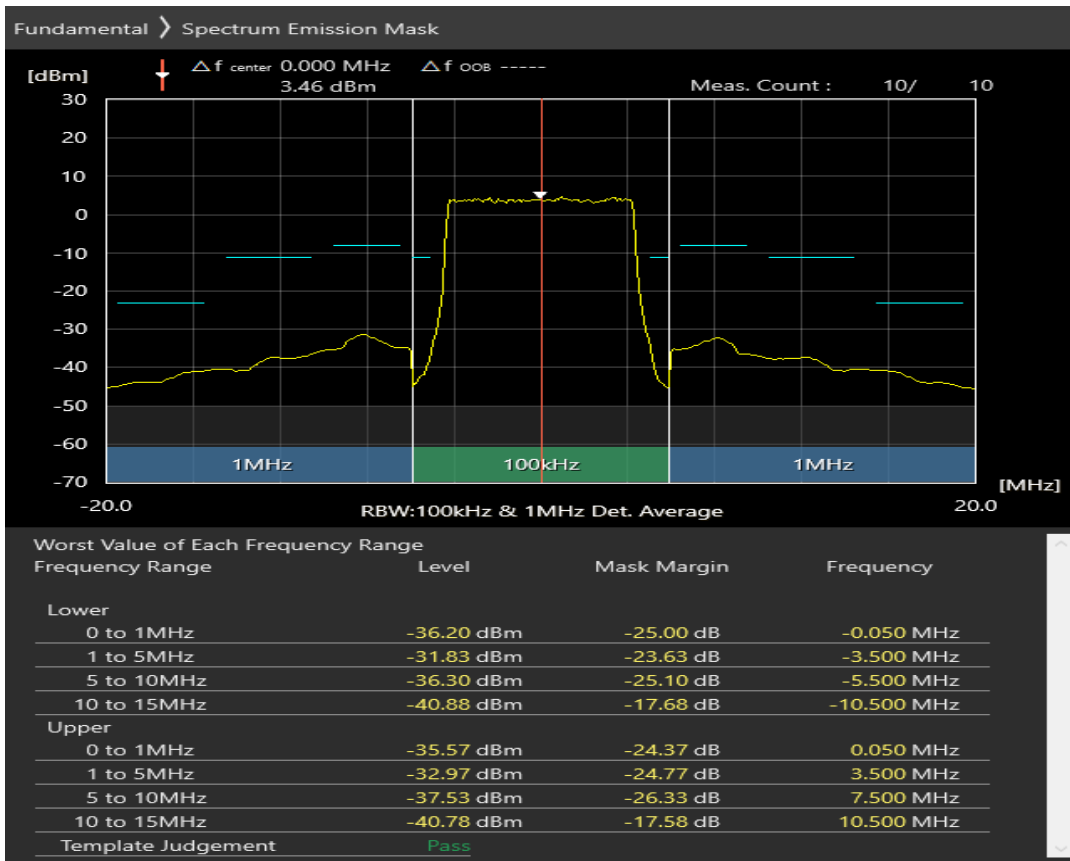 Fundamental ❯ Spectrum Emission Mask
[dBm] △f center 0.000 MHz △f OOB -----
3.46 dBm Meas. Count : 10/ 10
30
20
10
0
-10
-20
-30
-40
-50
-60
1MHz 100kHz 1MHz
-70 [MHz]
-20.0 RBW:100kHz & 1MHz Det. Average 20.0
Worst Value of Each Frequency Range
Frequency Range Level Mask Margin Frequency
Lower
0 to 1MHz -36.20 dBm -25.00 dB -0.050 MHz
1 to 5MHz -31.83 dBm -23.63 dB -3.500 MHz
5 to 10MHz -36.30 dBm -25.10 dB -5.500 MHz
10 to 15MHz -40.88 dBm -17.68 dB -10.500 MHz
Upper
0 to 1MHz -35.57 dBm -24.37 dB 0.050 MHz
1 to 5MHz -32.97 dBm -24.77 dB 3.500 MHz
5 to 10MHz -37.53 dBm -26.33 dB 7.500 MHz
10 to 15MHz -40.78 dBm -17.58 dB 10.500 MHz
Template Judgement Pass